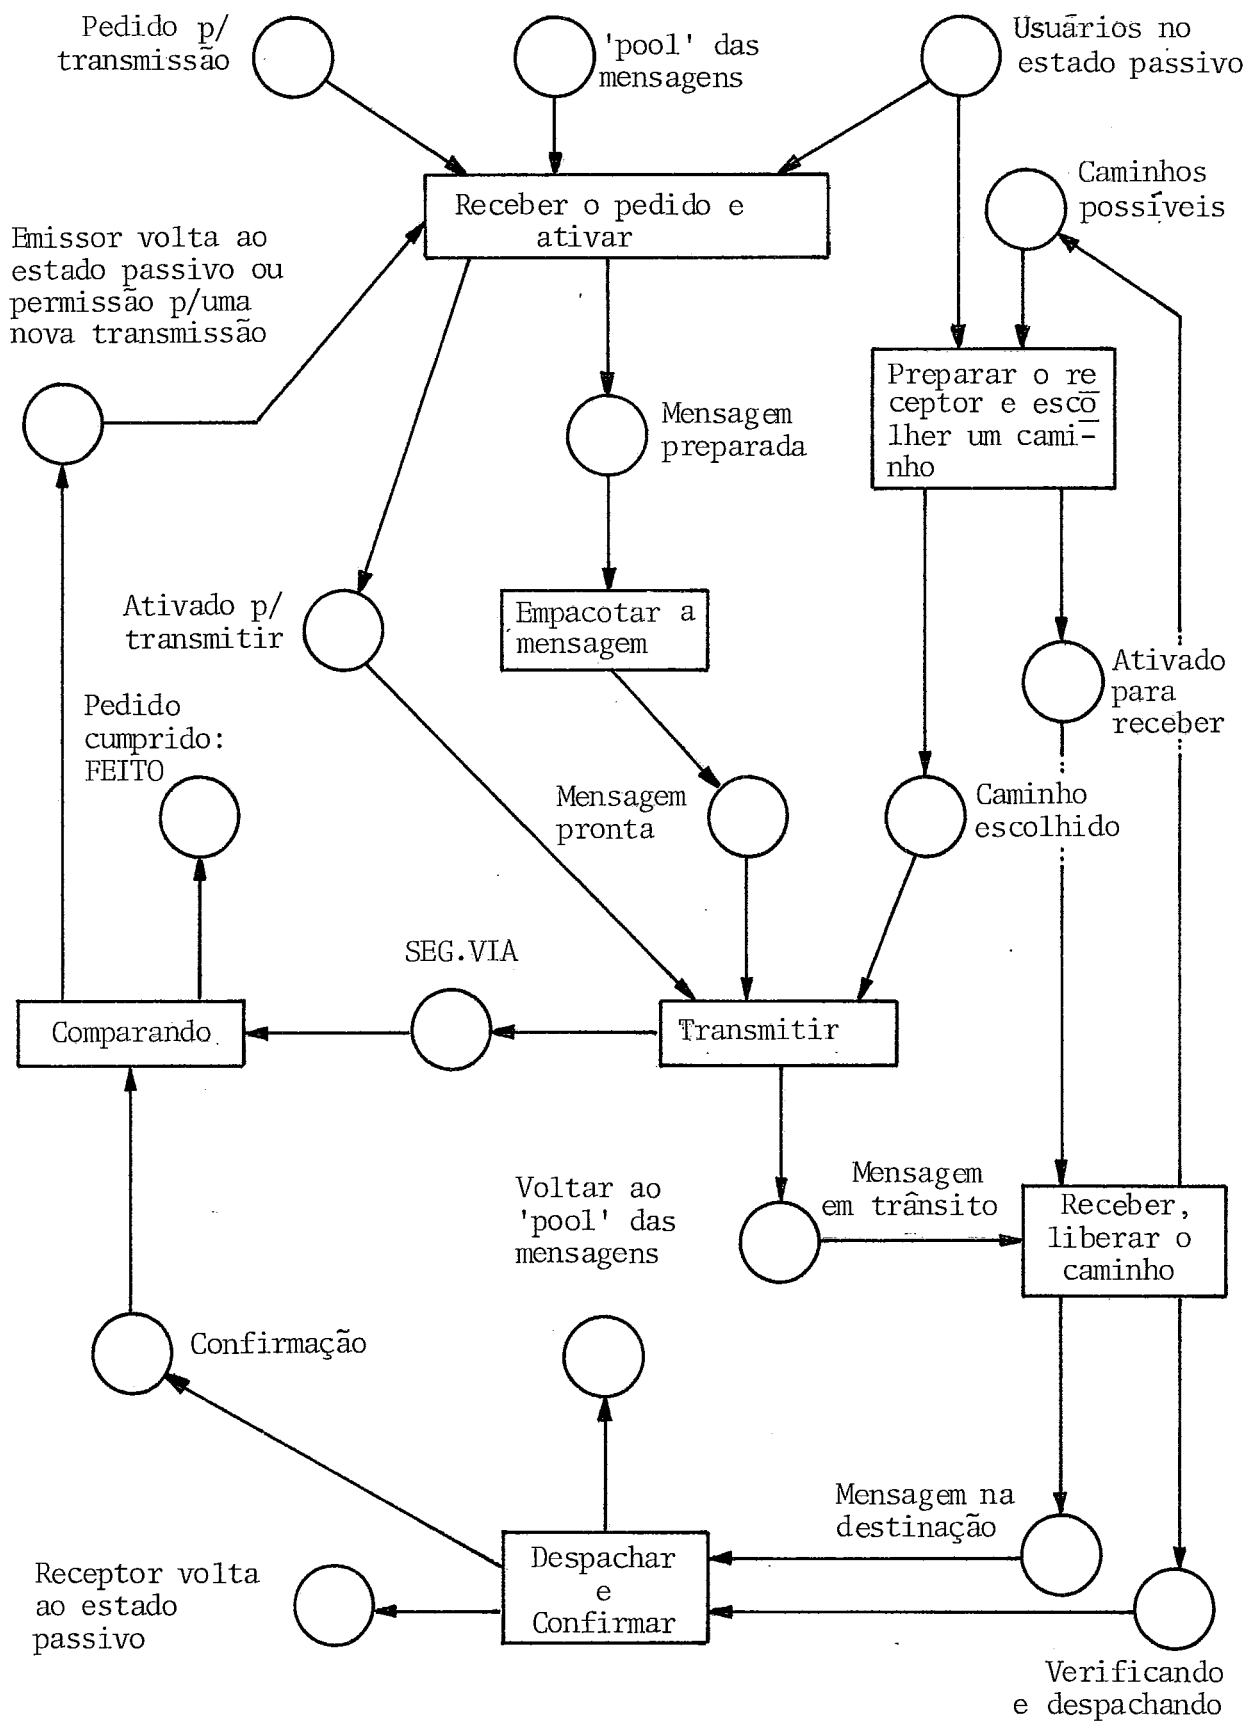 Pedido p/
transmissão
'pool' das
mensagens
Usuários no
estado passivo
Caminhos
possíveis
Receber o pedido e
ativar
Emissor volta ao
estado passivo ou
permissão p/uma
nova transmissão
Preparar o re
ceptor e esco
lher um cami-
nho
Mensagem
preparada
Ativado p/
transmitir
Empacotar a
mensagem
Ativado
para
receber
Pedido
cumprido:
FEITO
Mensagem
pronta
Caminho
escolhido
SEG.VIA
Comparando
Transmitir
Mensagem
em trânsito
Voltar ao
'pool' das
mensagens
Receber,
liberar o
caminho
Confirmação
Mensagem na
destinação
Despachar
e
Confirmar
Receptor volta
ao estado
passivo
Verificando
e despachando